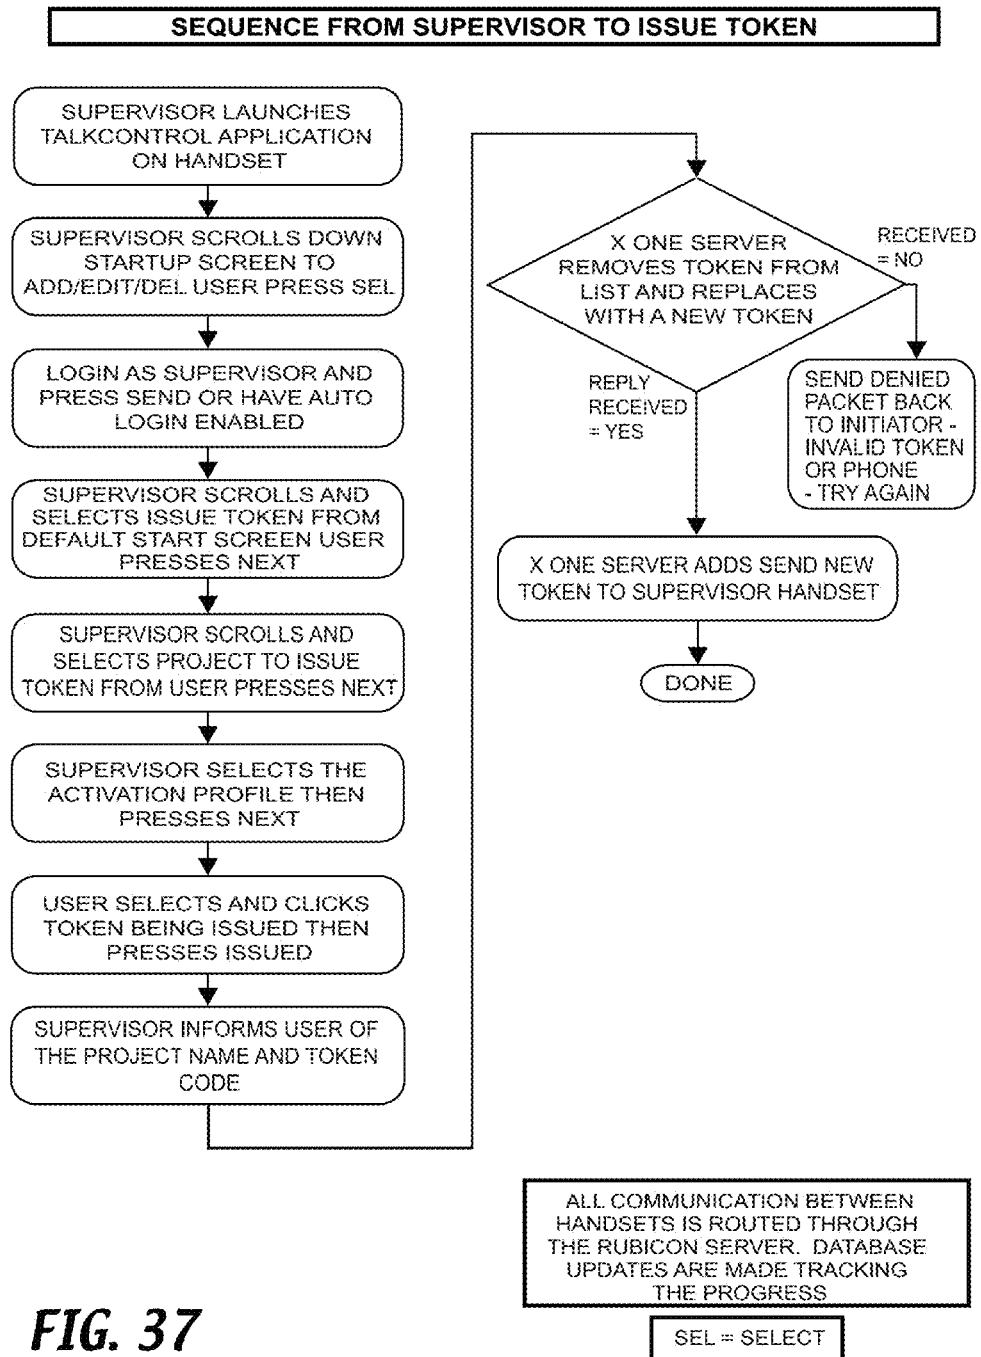 SEQUENCE FROM SUPERVISOR TO ISSUE TOKEN
SUPERVISOR LAUNCHES
TALKCONTROL APPLICATION
ON HANDSET
SUPERVISOR SCROLLS DOWN
STARTUP SCREEN TO
ADD/EDIT/DEL USER PRESS SEL
LOGIN AS SUPERVISOR AND
PRESS SEND OR HAVE AUTO
LOGIN ENABLED
SUPERVISOR SCROLLS AND
SELECTS ISSUE TOKEN FROM
DEFAULT START SCREEN USER
PRESSES NEXT
SUPERVISOR SCROLLS AND
SELECTS PROJECT TO ISSUE
TOKEN FROM USER PRESSES NEXT
SUPERVISOR SELECTS THE
ACTIVATION PROFILE THEN
PRESSES NEXT
USER SELECTS AND CLICKS
TOKEN BEING ISSUED THEN
PRESSES ISSUED
SUPERVISOR INFORMS USER OF
THE PROJECT NAME AND TOKEN
CODE
X ONE SERVER
REMOVES TOKEN FROM
LIST AND REPLACES
WITH A NEW TOKEN
RECEIVED
= NO
SEND DENIED
PACKET BACK
TO INITIATOR -
INVALID TOKEN
OR PHONE
- TRY AGAIN
REPLY
RECEIVED
= YES
X ONE SERVER ADDS SEND NEW
TOKEN TO SUPERVISOR HANDSET
DONE
ALL COMMUNICATION BETWEEN
HANDSETS IS ROUTED THROUGH
THE RUBICON SERVER. DATABASE
UPDATES ARE MADE TRACKING
THE PROGRESS
SEL = SELECT
FIG. 37